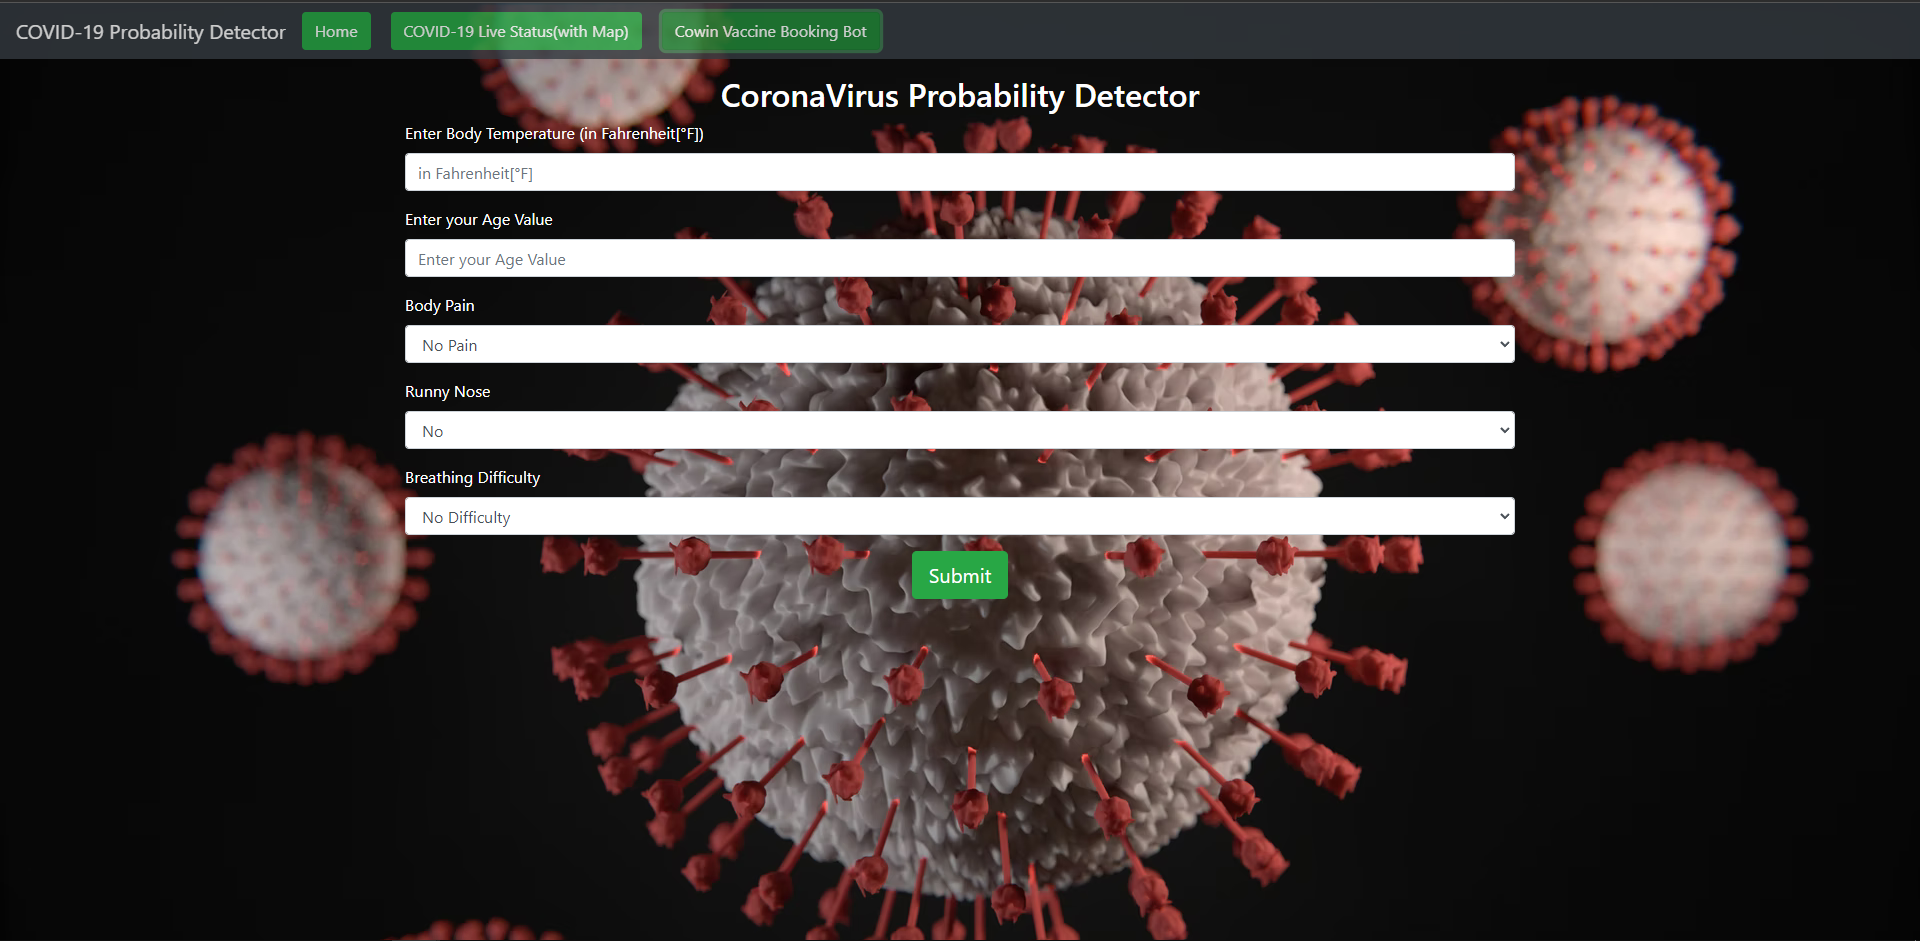 COVID-19 Probability Detector Home COVID-19 Live Status(with Map) Cowin Vaccine Booking Bot
CoronaVirus Probability Detector
Enter Body Temperature (in Fahrenheit[°F])
in Fahrenheit[°F]
Enter your Age Value
Enter your Age Value
Body Pain
No Pain
Runny Nose
No
Breathing Difficulty
No Difficulty
Submit